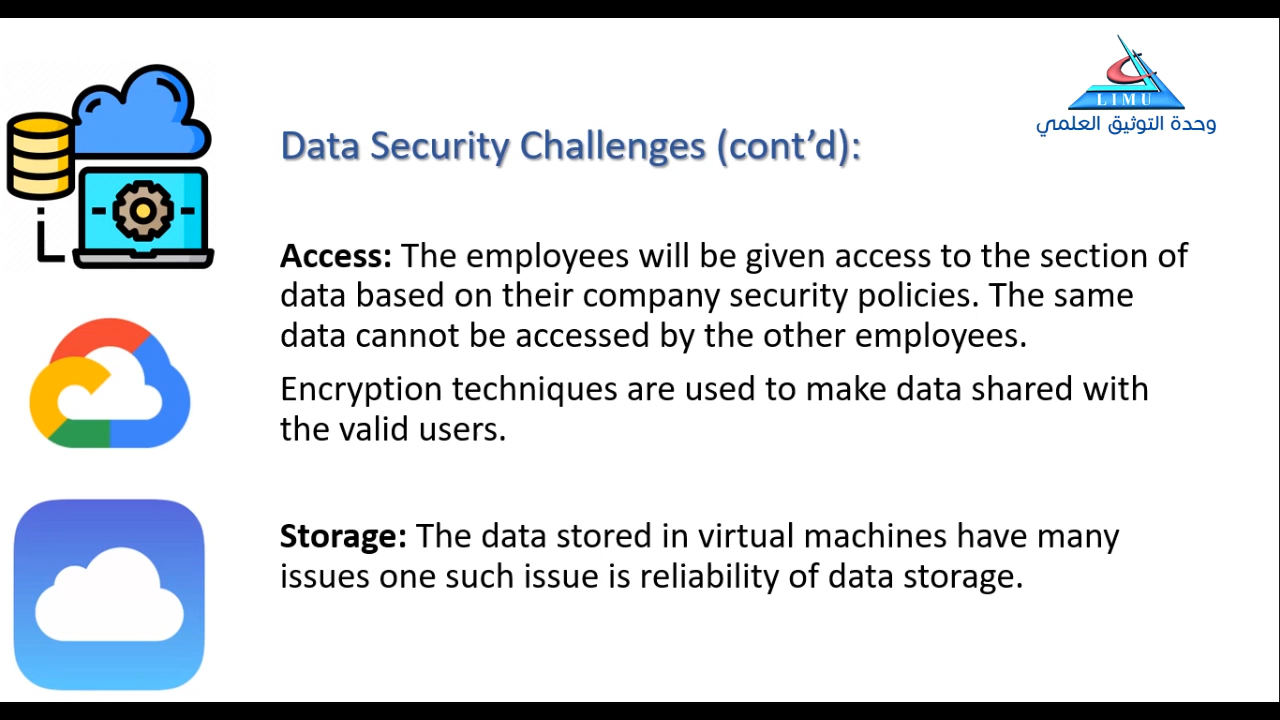 LIMU
وحدة التوثيق العلمي
Data Security Challenges (cont’d):
Access: The employees will be given access to the section of
data based on their company security policies. The same
data cannot be accessed by the other employees.
Encryption techniques are used to make data shared with
the valid users.
Storage: The data stored in virtual machines have many
issues one such issue is reliability of data storage.